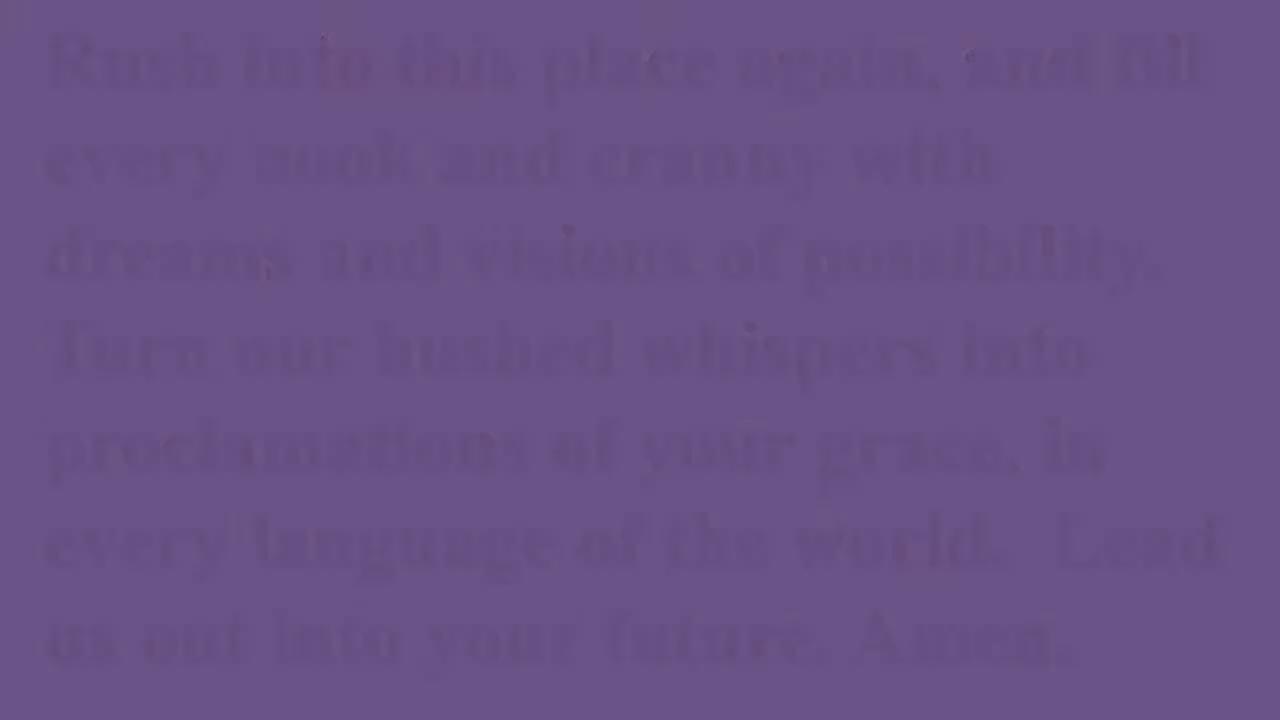 Rush into this place again, and fill
every nook and cranny with
dreams and visions of possibility.
Turn our hushed whispers into
proclamations of your grace, in
every language of the world. Lead
us out into your future. Amen.